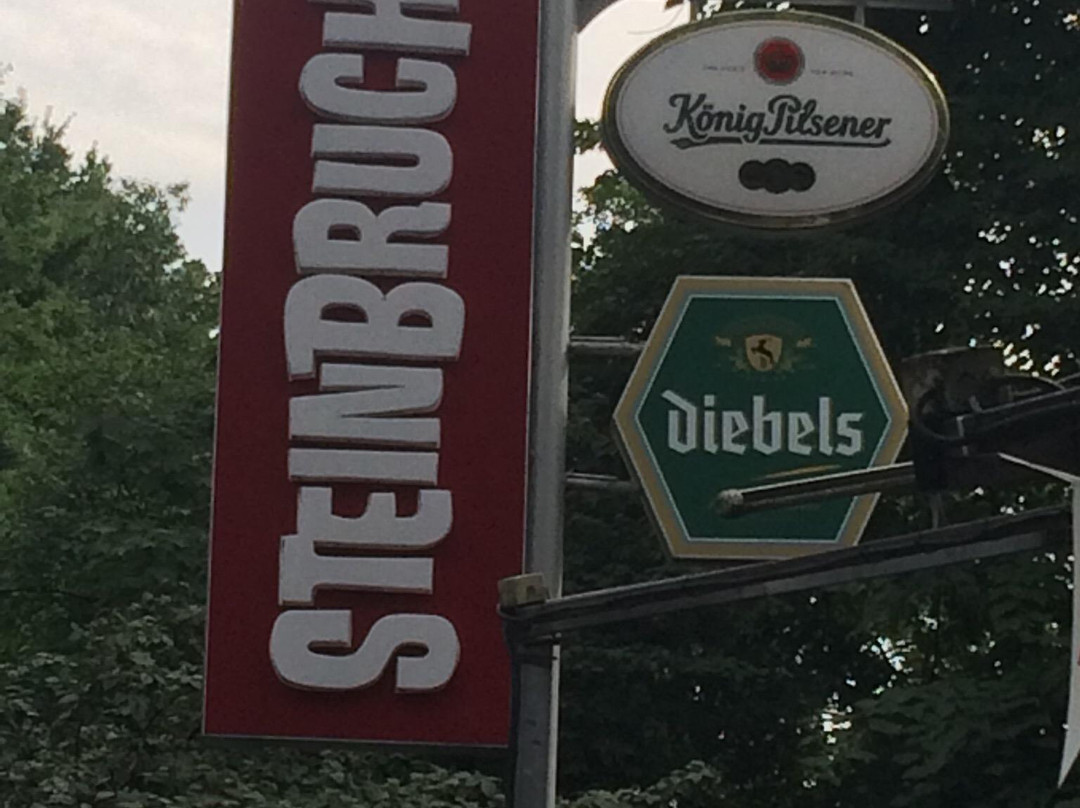 STEINBRUCH
König Pilsener
diebels